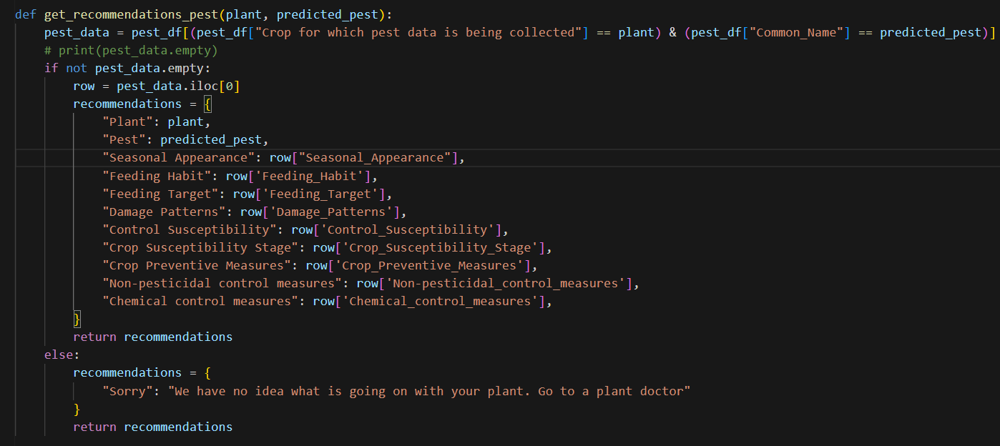 def get_recommendations_pest(plant, predicted_pest):
    pest_data = pest_df[(pest_df["Crop for which pest data is being collected"] == plant) & (pest_df["Common_Name"] == predicted_pest)]
    # print(pest_data.empty)
    if not pest_data.empty:
        row = pest_data.iloc[0]
        recommendations = {
            "Plant": plant,
            "Pest": predicted_pest,
            "Seasonal Appearance": row["Seasonal_Appearance"],
            "Feeding Habit": row['Feeding_Habit'],
            "Feeding Target": row['Feeding_Target'],
            "Damage Patterns": row['Damage_Patterns'],
            "Control Susceptibility": row['Control_Susceptibility'],
            "Crop Susceptibility Stage": row['Crop_Susceptibility_Stage'],
            "Crop Preventive Measures": row['Crop_Preventive_Measures'],
            "Non-pesticidal control measures": row['Non-pesticidal_control_measures'],
            "Chemical control measures": row['Chemical_control_measures'],
        }
        return recommendations
    else:
        recommendations = {
            "Sorry": "We have no idea what is going on with your plant. Go to a plant doctor"
        }
        return recommendations